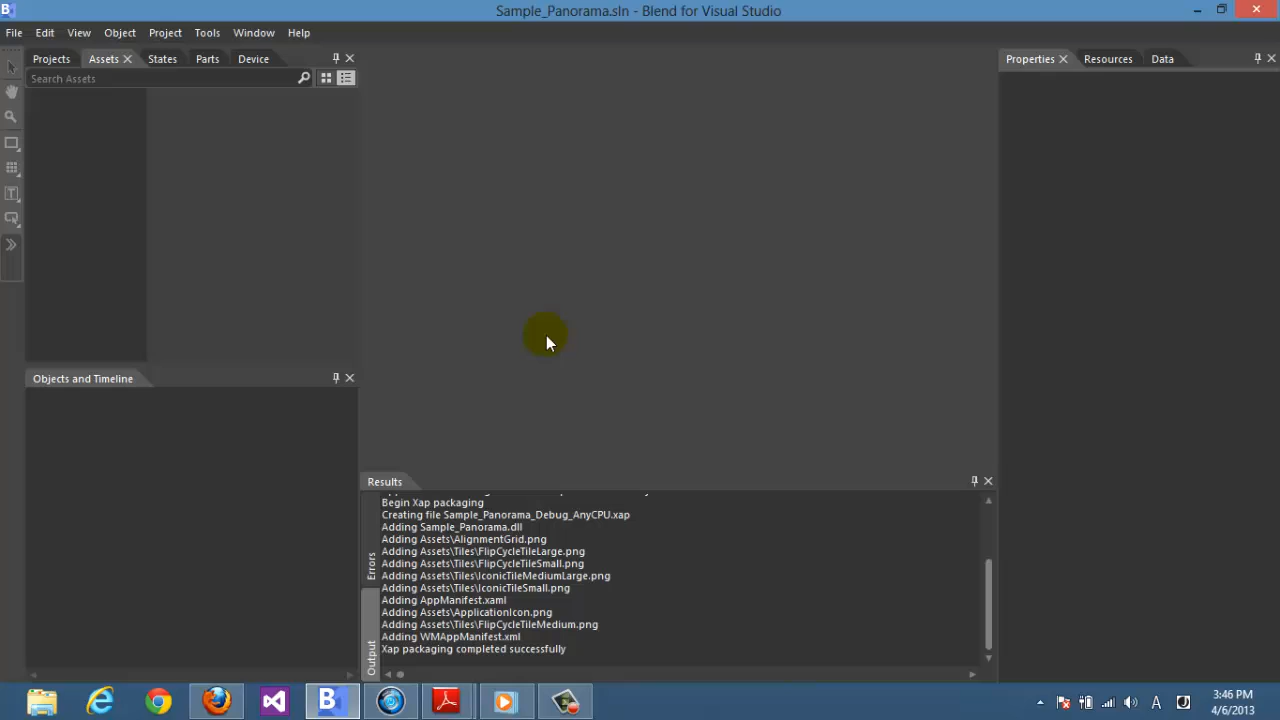 Sample_Panorama.sln - Blend for Visual Studio
File Edit View Object Project Tools Window Help
Projects Assets States Parts Device
Properties Resources Data
Search Assets
Objects and Timeline
Results
Begin Xap packaging
Creating file Sample_Panorama_Debug_AnyCPU.xap
Adding Sample_Panorama.dll
Adding Assets\AlignmentGrid.png
Adding Assets\Tiles\FlipCycleTileLarge.png
Adding Assets\Tiles\FlipCycleTileSmall.png
Adding Assets\Tiles\IconicTileMediumLarge.png
Adding Assets\Tiles\IconicTileSmall.png
Adding AppManifest.xaml
Adding Assets\ApplicationIcon.png
Adding Assets\Tiles\FlipCycleTileMedium.png
Adding WMAppManifest.xml
Xap packaging completed successfully
Errors
Output
A
3:46 PM
4/6/2013